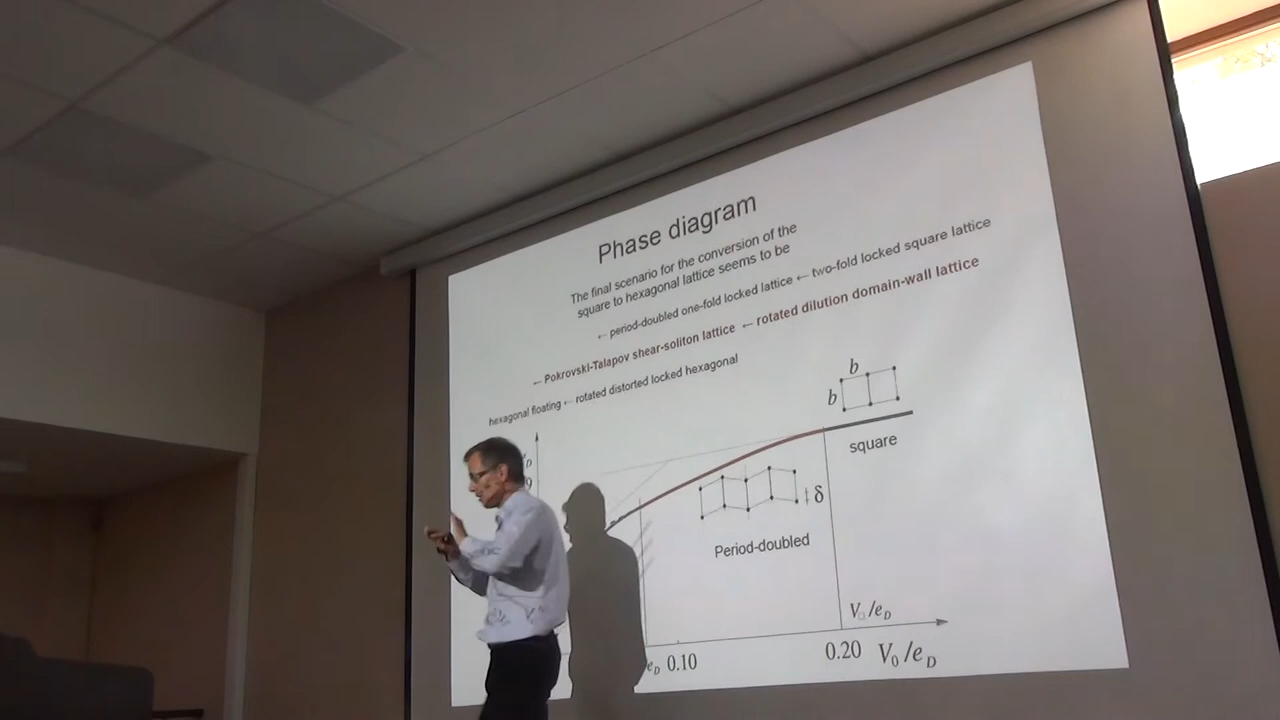 Phase diagram
The final scenario for the conversion of the
square to hexagonal lattice seems to be
← period-doubled one-fold locked lattice ← two-fold locked square lattice
← Pokrovski-Talapov shear-soliton lattice ← rotated dilution domain-wall lattice
hexagonal floating ← rotated distorted locked hexagonal
b
b
square
δ
Period-doubled
D
9
V□/e_D
e_D 0.10
0.20 V₀/e_D